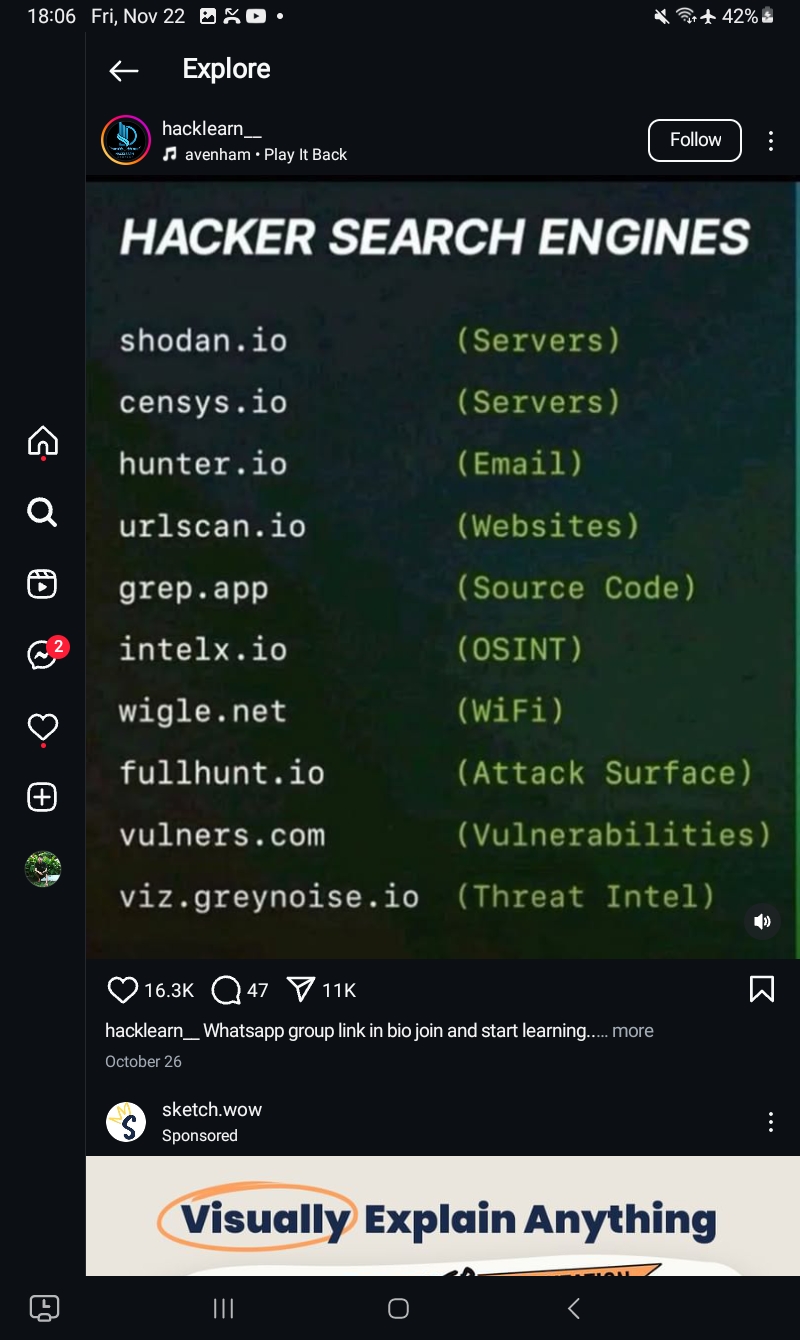 18:06 Fri, Nov 22 42%
Explore
hacklearn__
avenham • Play It Back
Follow
HACKER SEARCH ENGINES
shodan.io (Servers)
censys.io (Servers)
hunter.io (Email)
urlscan.io (Websites)
grep.app (Source Code)
intelx.io (OSINT)
wigle.net (WiFi)
fullhunt.io (Attack Surface)
vulners.com (Vulnerabilities)
viz.greynoise.io (Threat Intel)
2
16.3K 47 11K
hacklearn__ Whatsapp group link in bio join and start learning..... more
October 26
sketch.wow
Sponsored
Visually Explain Anything